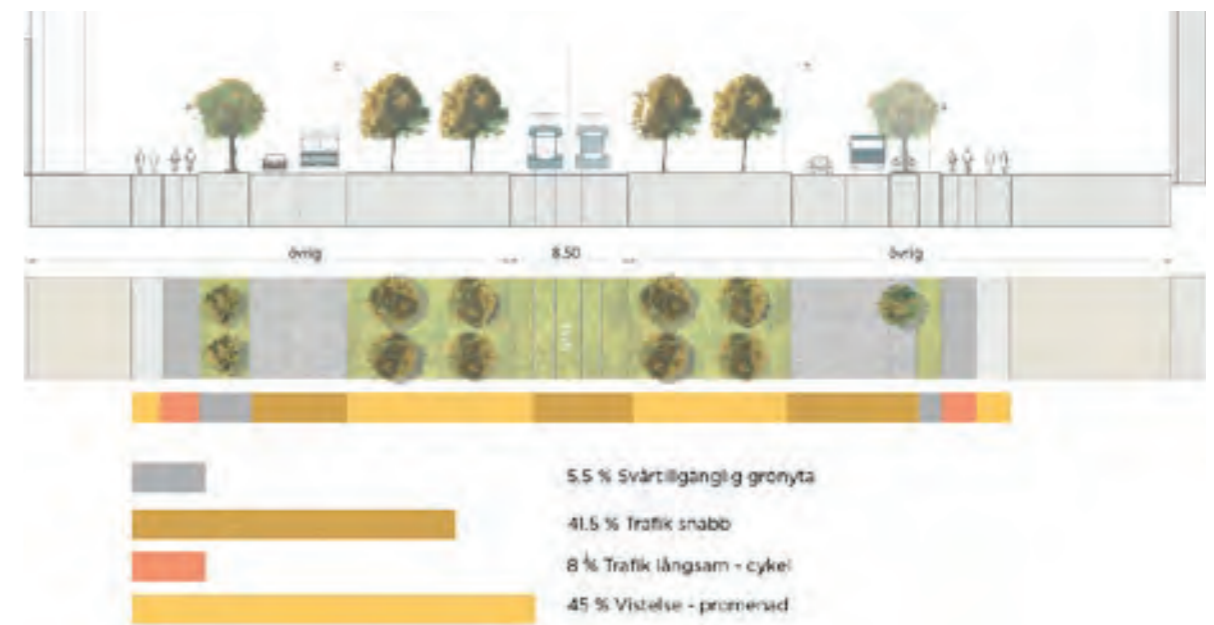 övrig 8.50 övrig
5.5 % Svårtillgänglig grönyta
41.5 % Trafik snabb
8 % Trafik långsam - cykel
45 % Vistelse - promenad